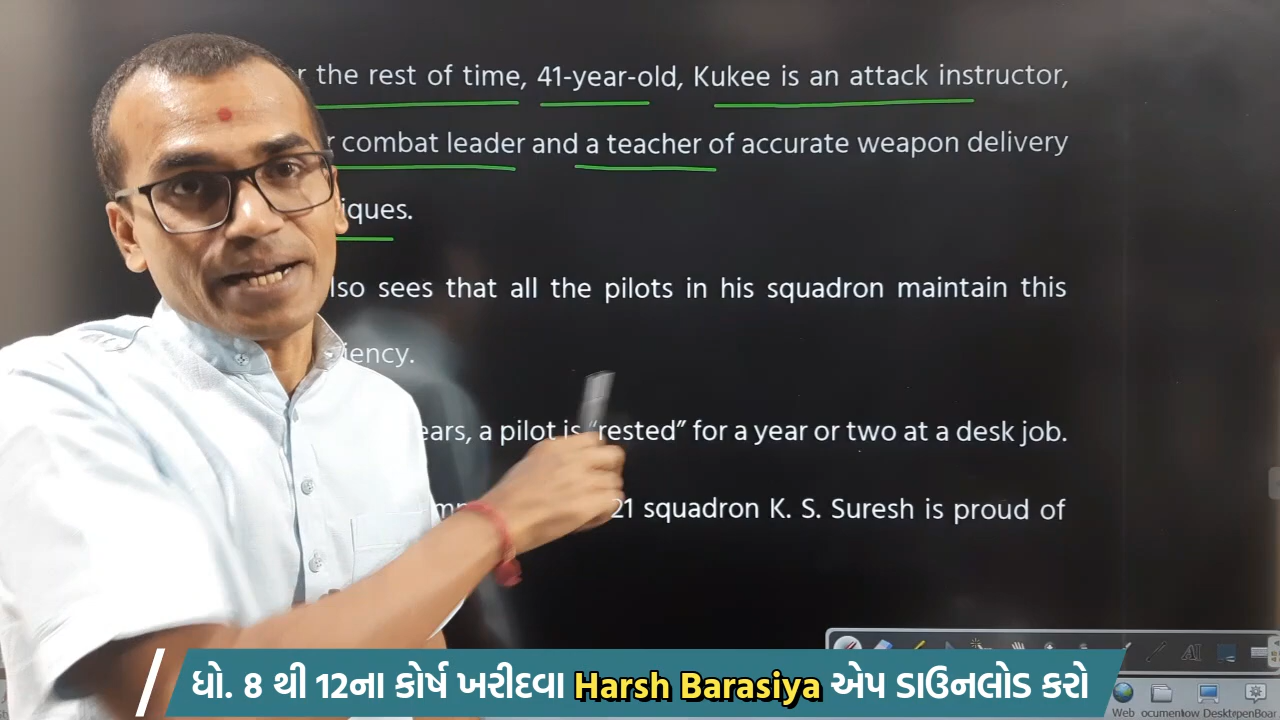 the rest of time, 41-year-old, Kukee is an attack instructor,
combat leader and a teacher of accurate weapon delivery
iques.
lso sees that all the pilots in his squadron maintain this
iency.
ears, a pilot is “rested” for a year or two at a desk job.
21 squadron K. S. Suresh is proud of
ધો. 8 થી 12ના કોર્ષ ખરીદવા Harsh Barasiya એપ ડાઉનલોડ કરો
Web ocument